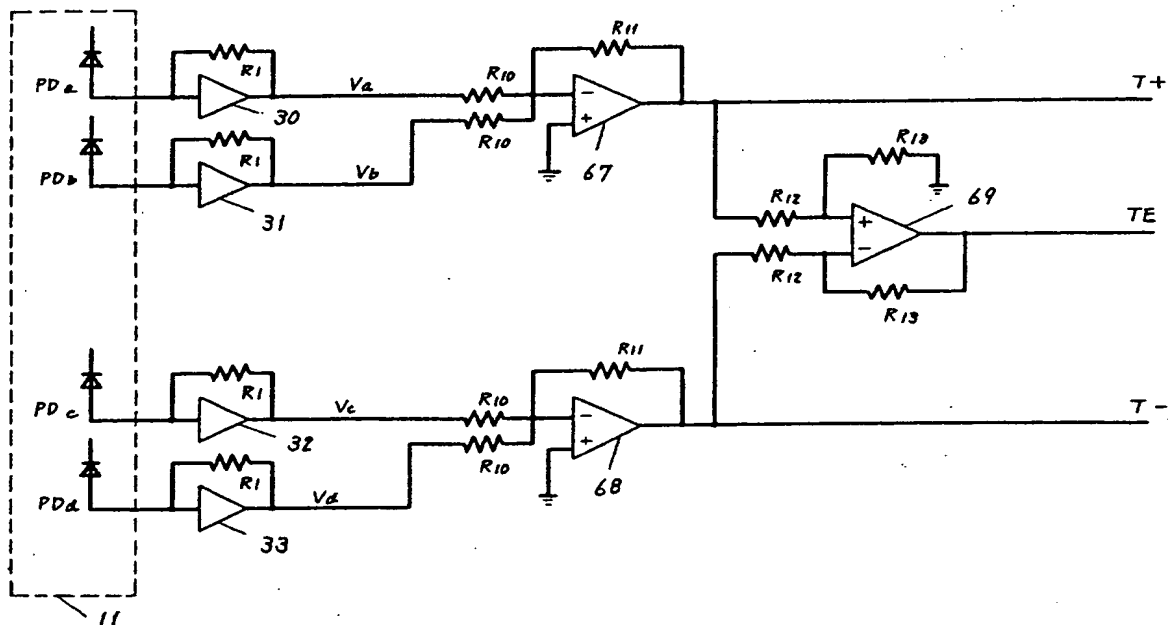 PDa
R1
30
Va
R10
R11
-
+
67
T+
PDb
R1
31
Vb
R10
R13
R12
+
-
69
TE
R12
R13
PDc
R1
32
Vc
R10
R11
-
+
68
T-
PDd
R1
33
Vd
R10
11